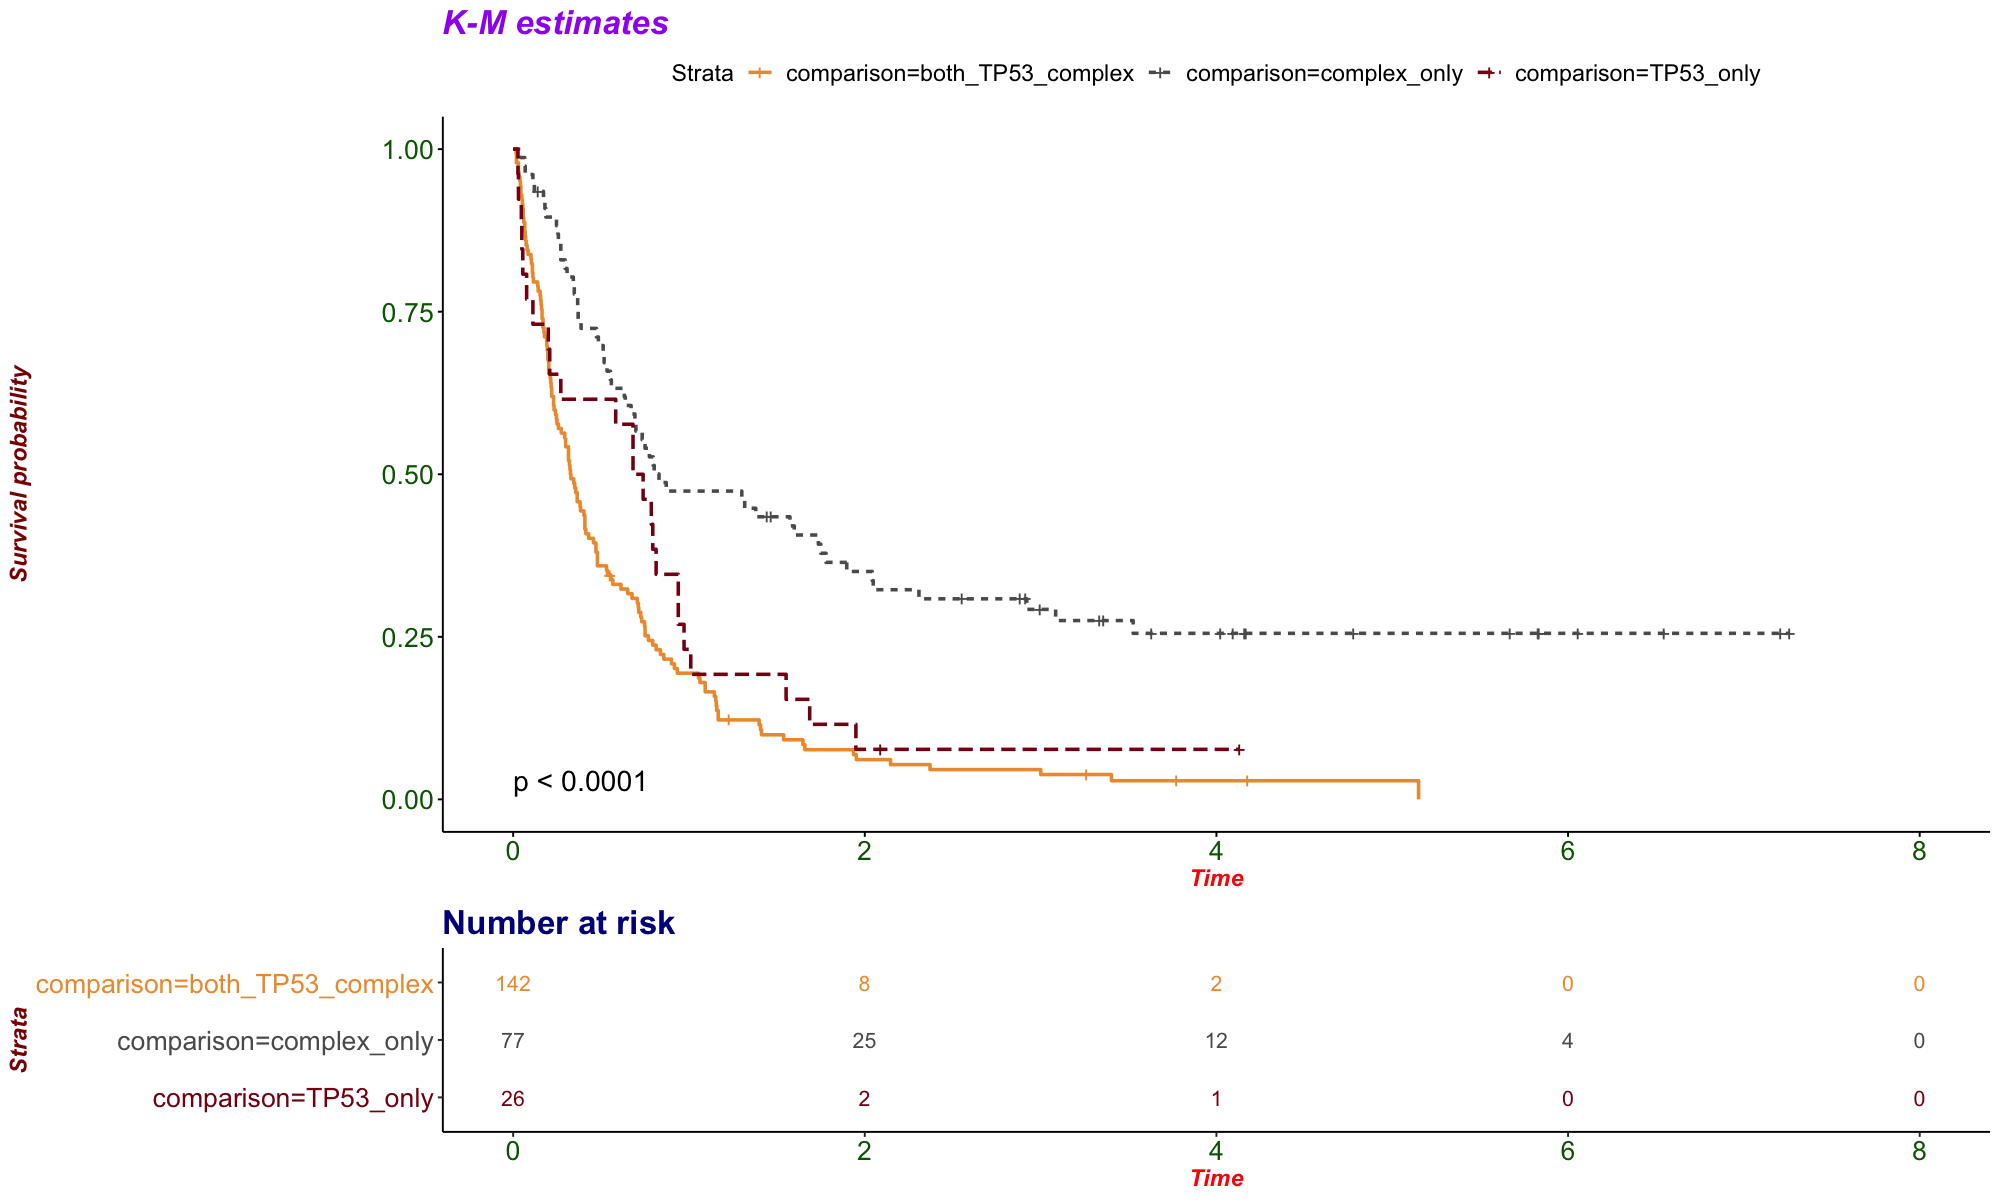 K-M estimates
Strata comparison=both_TP53_complex comparison=complex_only comparison=TP53_only
Survival probability
1.00
0.75
0.50
0.25
0.00
p < 0.0001
0 2 4 6 8
Time
Number at risk
Strata
comparison=both_TP53_complex 142 8 2 0 0
comparison=complex_only 77 25 12 4 0
comparison=TP53_only 26 2 1 0 0
0 2 4 6 8
Time